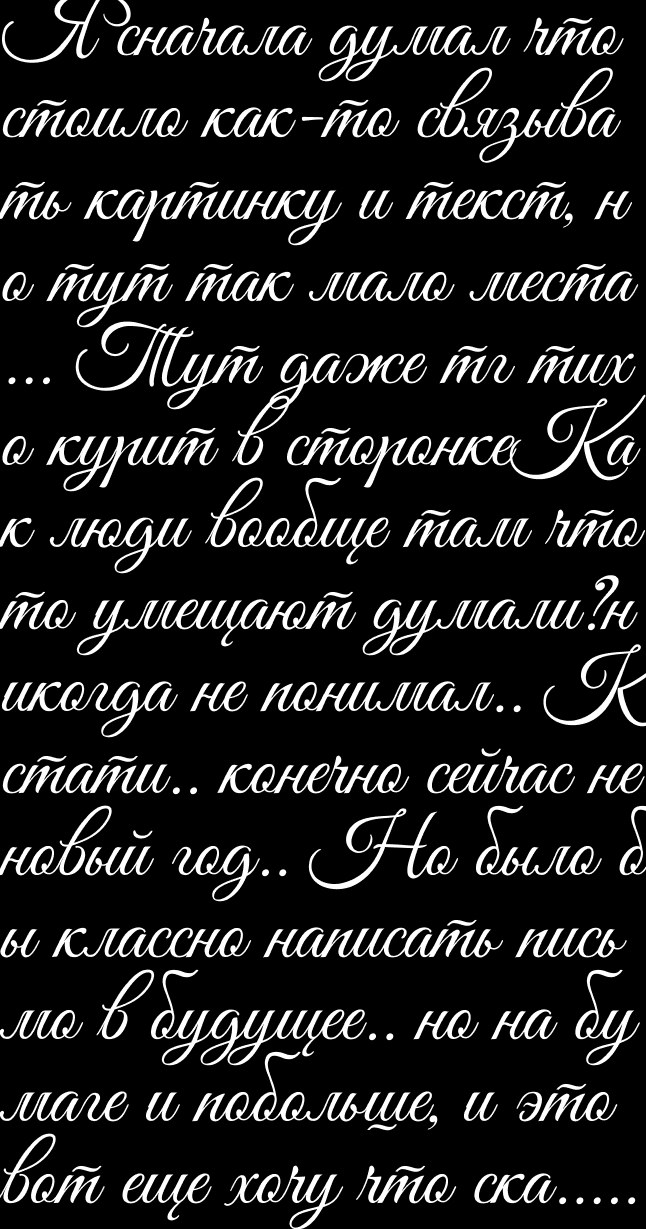 Я сначала думал что
стоило как-то связыва
ть картинку и текст, н
о тут так мало места
... Тут даже тг тих
о курит в сторонкеКа
к люди вообще там что
то умещают думали?н
икогда не понимал.. К
стати.. конечно сейчас не
новый год.. Но было б
ы классно написать пись
мо в будущее.. но на бу
маге и побольше, и это
вот еще хочу что ска.....